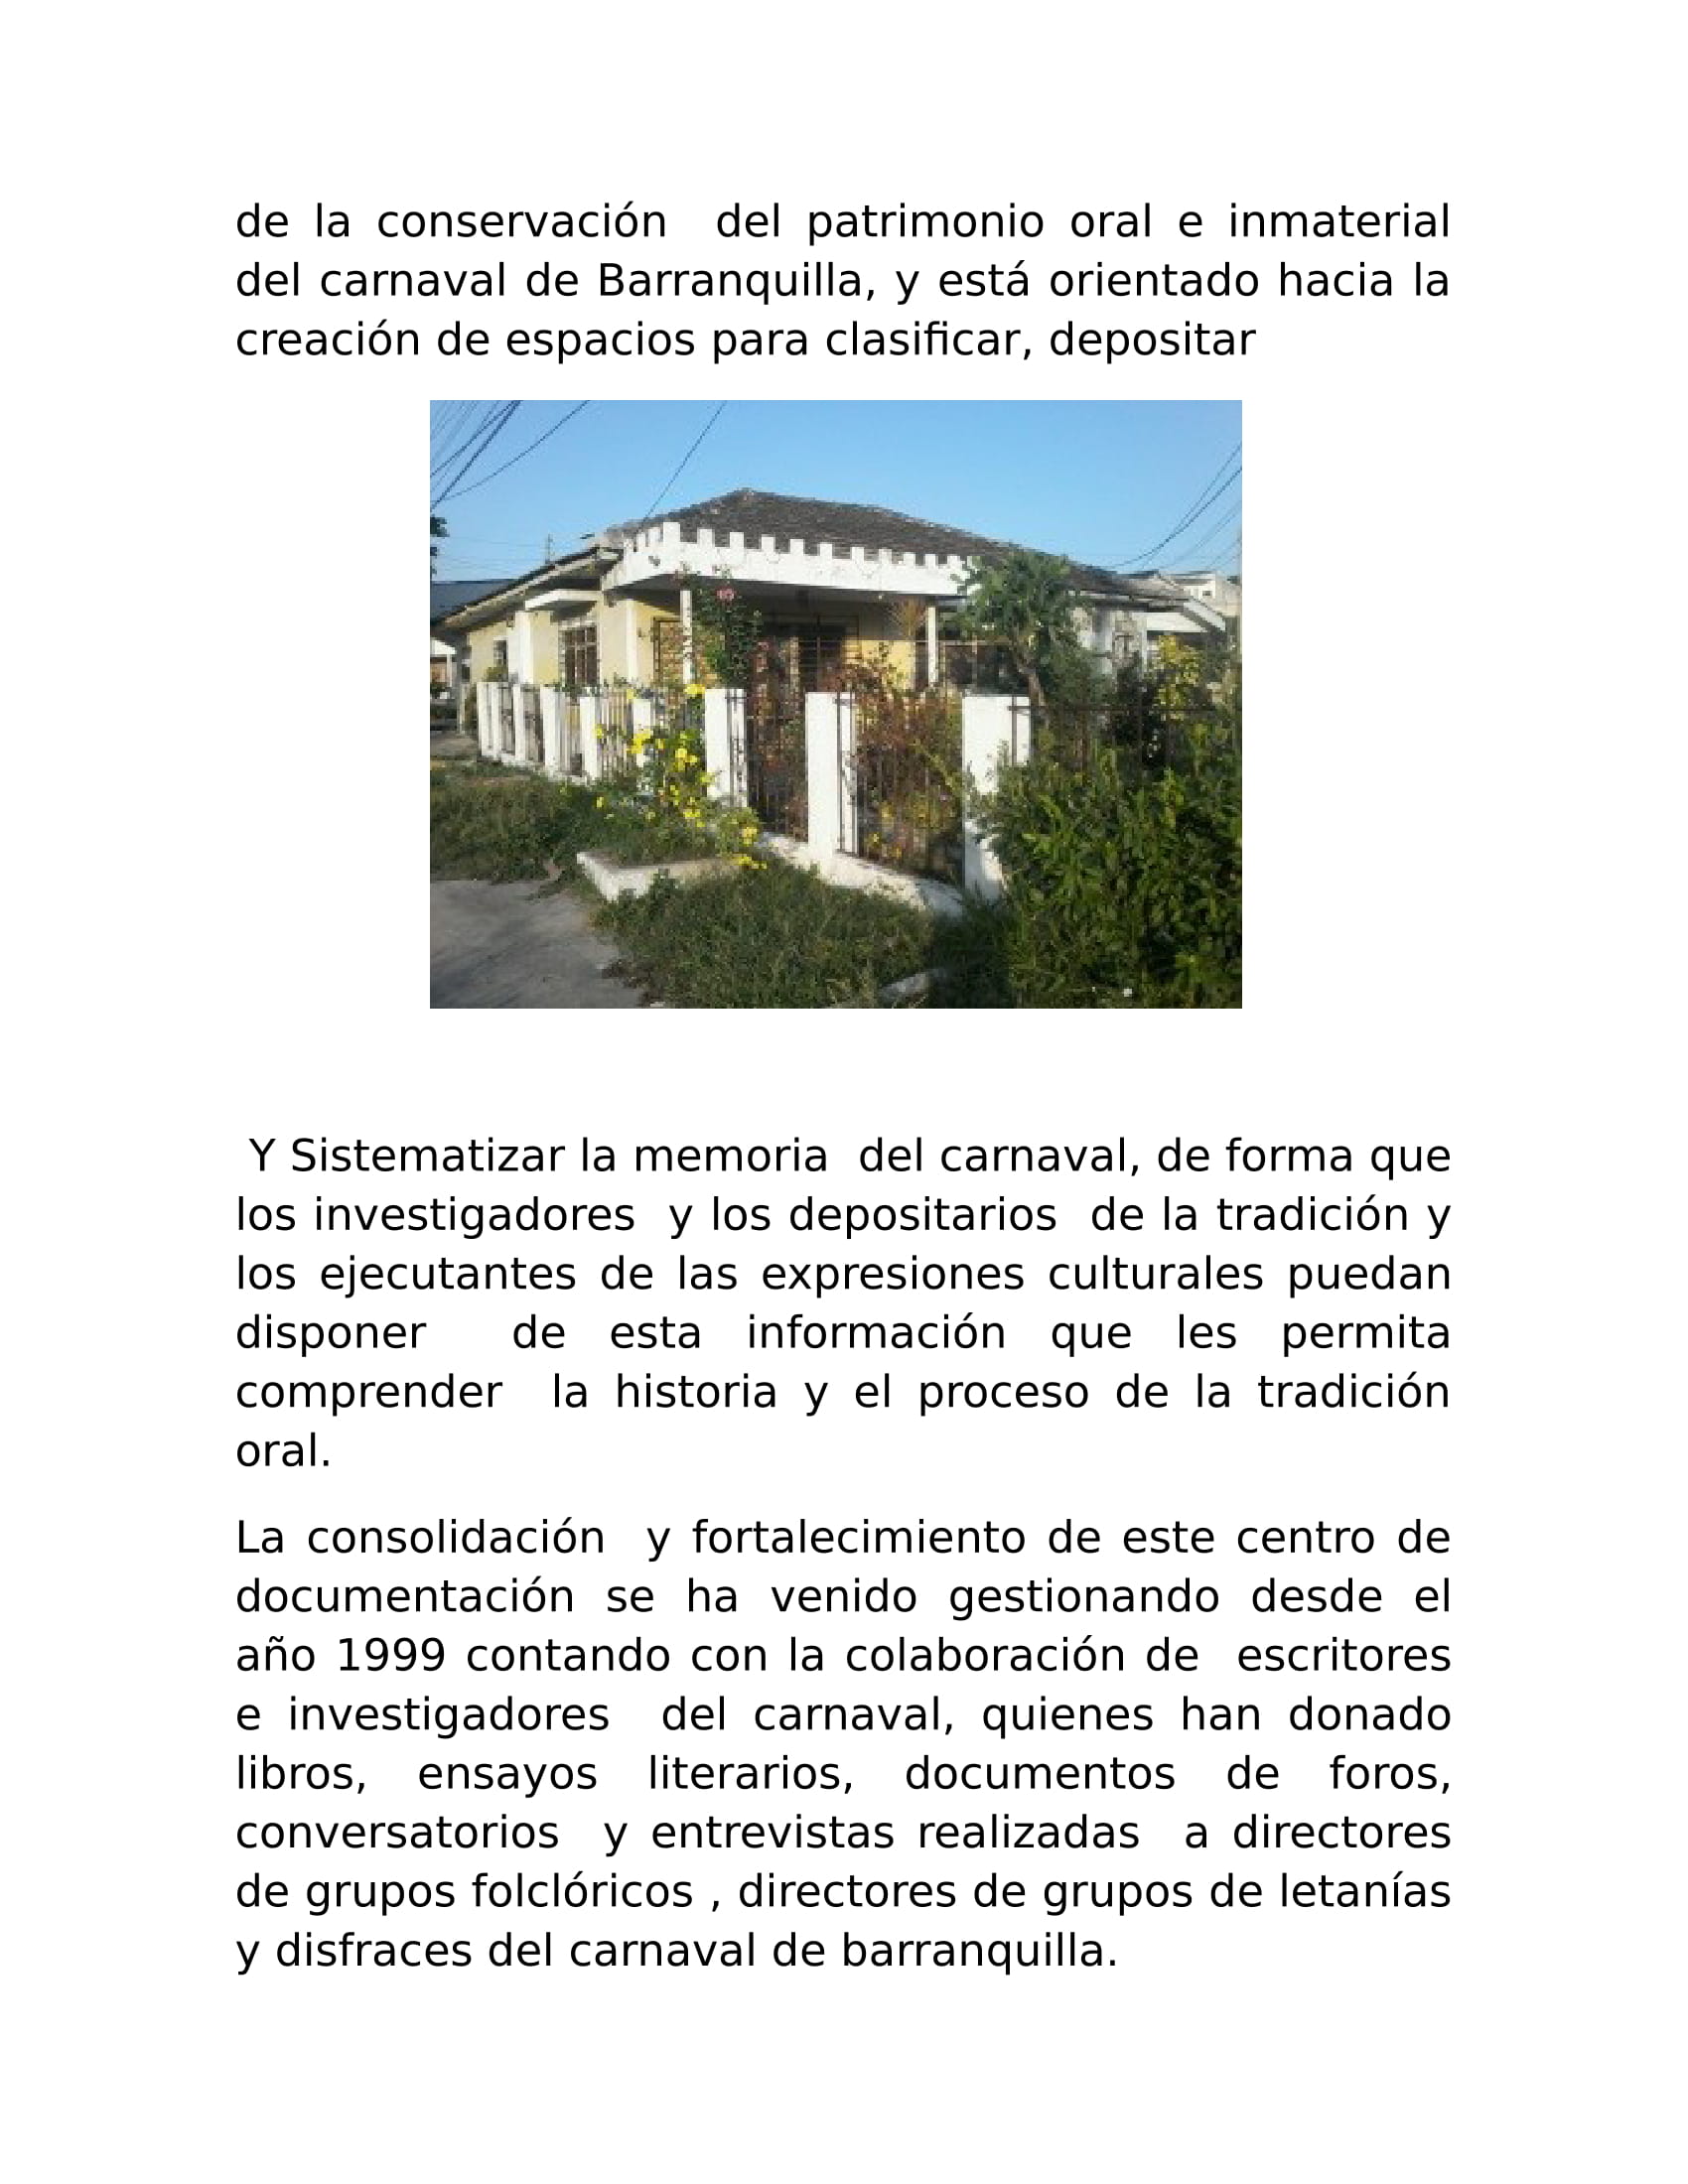 de la conservación  del patrimonio oral e inmaterial
del carnaval de Barranquilla, y está orientado hacia la
creación de espacios para clasificar, depositar
Y Sistematizar la memoria  del carnaval, de forma que
los investigadores  y los depositarios  de la tradición y
los ejecutantes de las expresiones culturales puedan
disponer  de esta información que les permita
comprender  la historia y el proceso de la tradición
oral.
La consolidación  y fortalecimiento de este centro de
documentación se ha venido gestionando desde el
año 1999 contando con la colaboración de  escritores
e investigadores  del carnaval, quienes han donado
libros, ensayos literarios, documentos de foros,
conversatorios  y entrevistas realizadas  a directores
de grupos folclóricos , directores de grupos de letanías
y disfraces del carnaval de barranquilla.